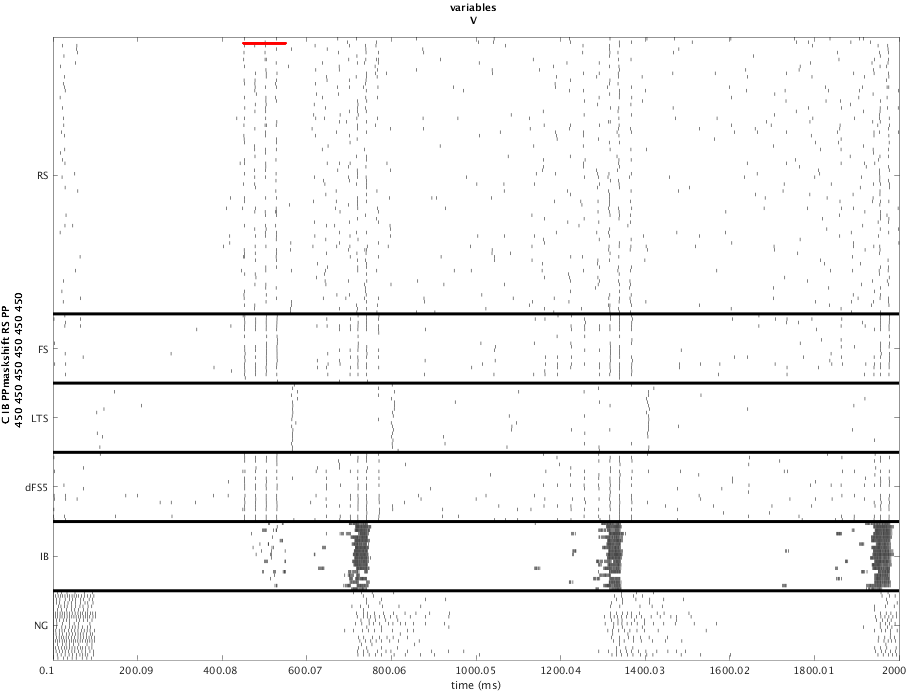 variables
V
C IB PPmaskshift RS PP
450 450 450 450 450 450
RS
FS
LTS
dFS5
IB
NG
0.1 200.09 400.08 600.07 800.06 1000.05 1200.04 1400.03 1600.02 1800.01 2000
time (ms)